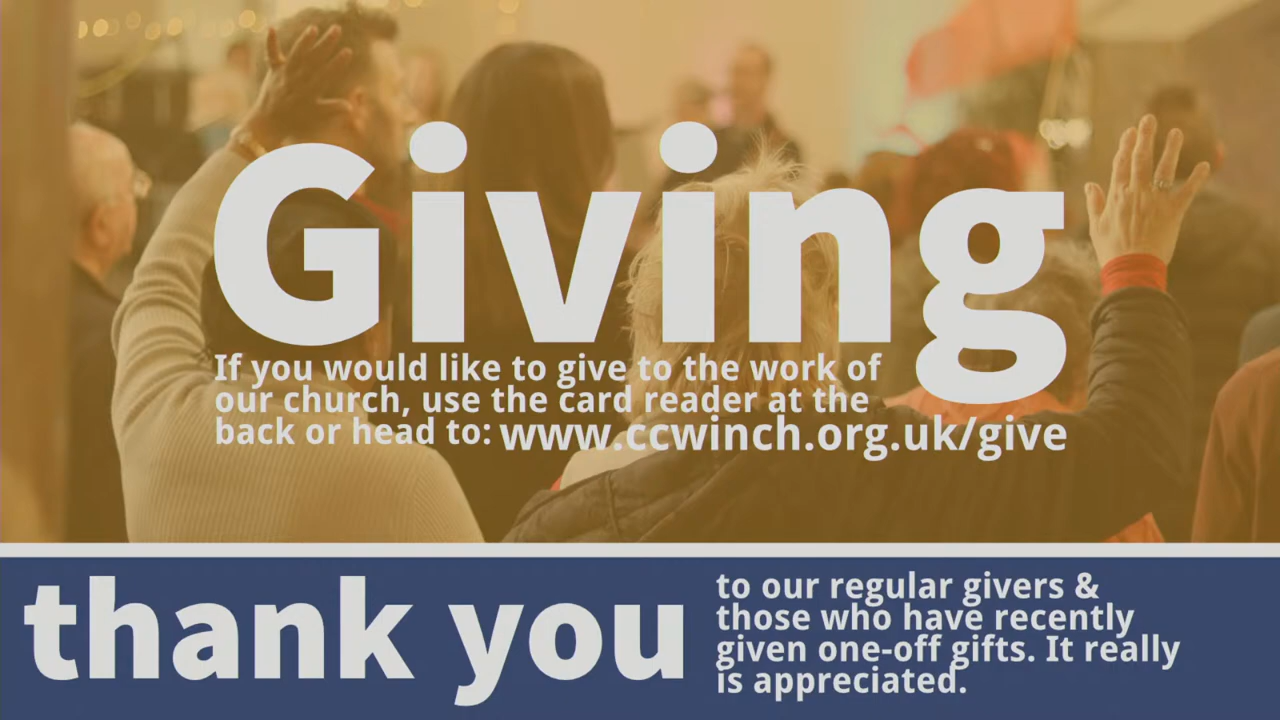 Giving
If you would like to give to the work of
our church, use the card reader at the
back or head to: www.ccwinch.org.uk/give
thank you
to our regular givers &
those who have recently
given one-off gifts. It really
is appreciated.